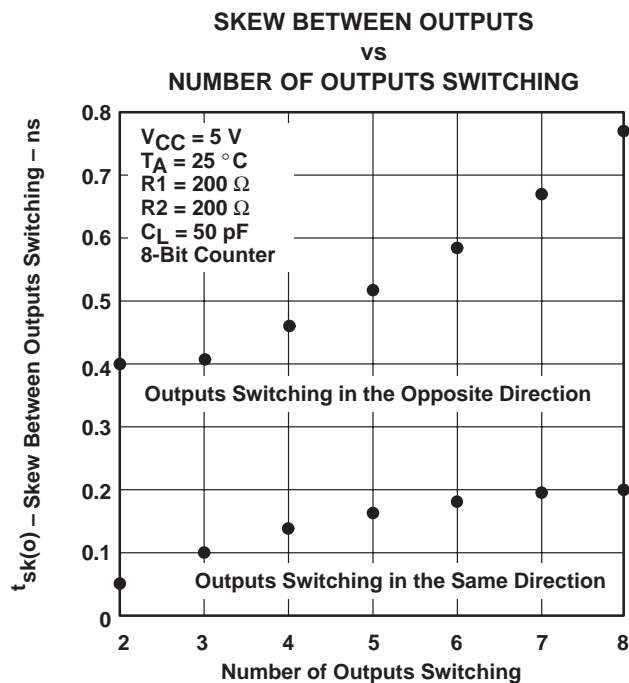 SKEW BETWEEN OUTPUTS
vs
NUMBER OF OUTPUTS SWITCHING
t sk(o) – Skew Between Outputs Switching – ns
0.8
0.7
0.6
0.5
0.4
0.3
0.2
0.1
0
VCC = 5 V
TA = 25 °C
R1 = 200 Ω
R2 = 200 Ω
CL = 50 pF
8-Bit Counter
Outputs Switching in the Opposite Direction
Outputs Switching in the Same Direction
2 3 4 5 6 7 8
Number of Outputs Switching